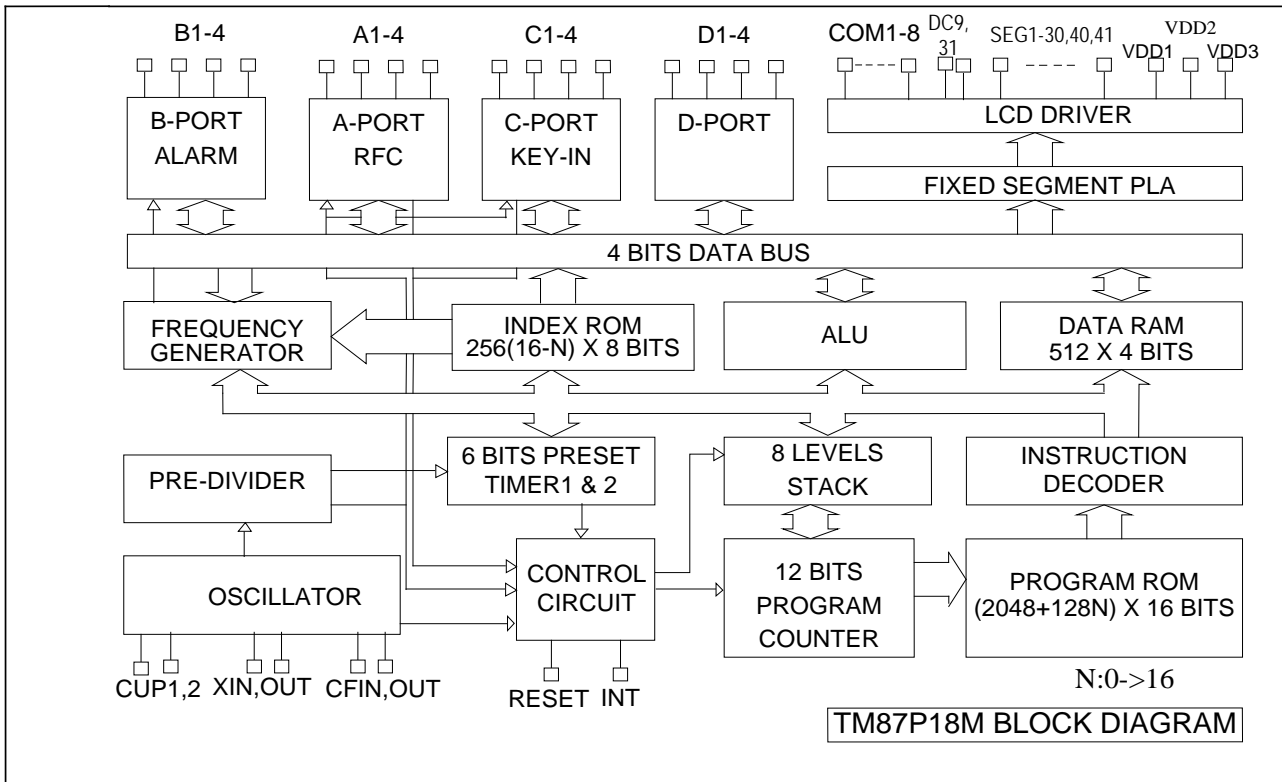 B1-4 A1-4 C1-4 D1-4 COM1-8 DC9, 31 SEG1-30,40,41 VDD2
VDD1 VDD3
B-PORT
ALARM
A-PORT
RFC
C-PORT
KEY-IN
D-PORT
LCD DRIVER
FIXED SEGMENT PLA
4 BITS DATA BUS
FREQUENCY
GENERATOR
INDEX ROM
256(16-N) X 8 BITS
ALU
DATA RAM
512 X 4 BITS
PRE-DIVIDER
6 BITS PRESET
TIMER1 & 2
8 LEVELS
STACK
INSTRUCTION
DECODER
OSCILLATOR
CONTROL
CIRCUIT
12 BITS
PROGRAM
COUNTER
PROGRAM ROM
(2048+128N) X 16 BITS
CUP1,2 XIN,OUT CFIN,OUT
RESET INT
N:0->16
TM87P18M BLOCK DIAGRAM